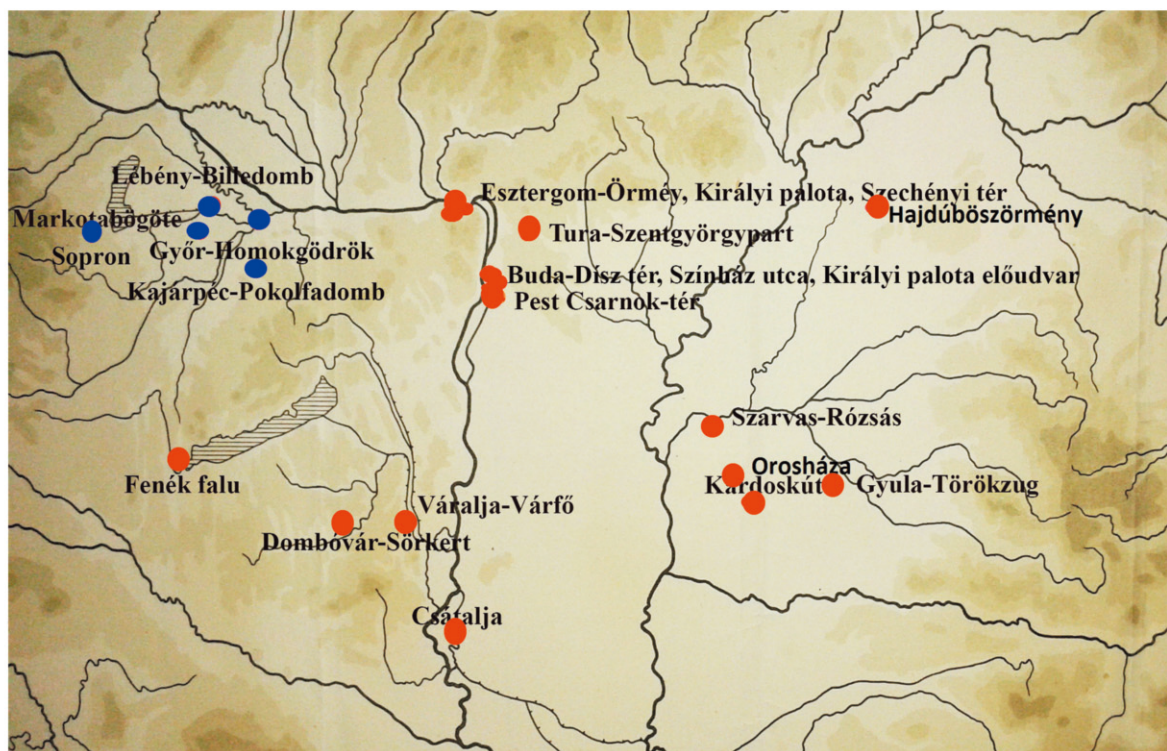 Lébény-Billedomb
Esztergom-Örméy, Királyi palota, Szechényi tér
Markotabögöte
Hajdúböszörmény
Tura-Szentgyörgypart
Sopron
Győr-Homokgödrök
Buda-Dísz tér, Színház utca, Királyi palota előudvar
Kajárpéc-Pokolfadomb
Pest Csarnok-tér
Szarvas-Rózsás
Orosháza
Fenék falu
Kardoskút
Gyula-Törökzug
Váralja-Várfő
Dombóvár-Sörkert
Csátalja